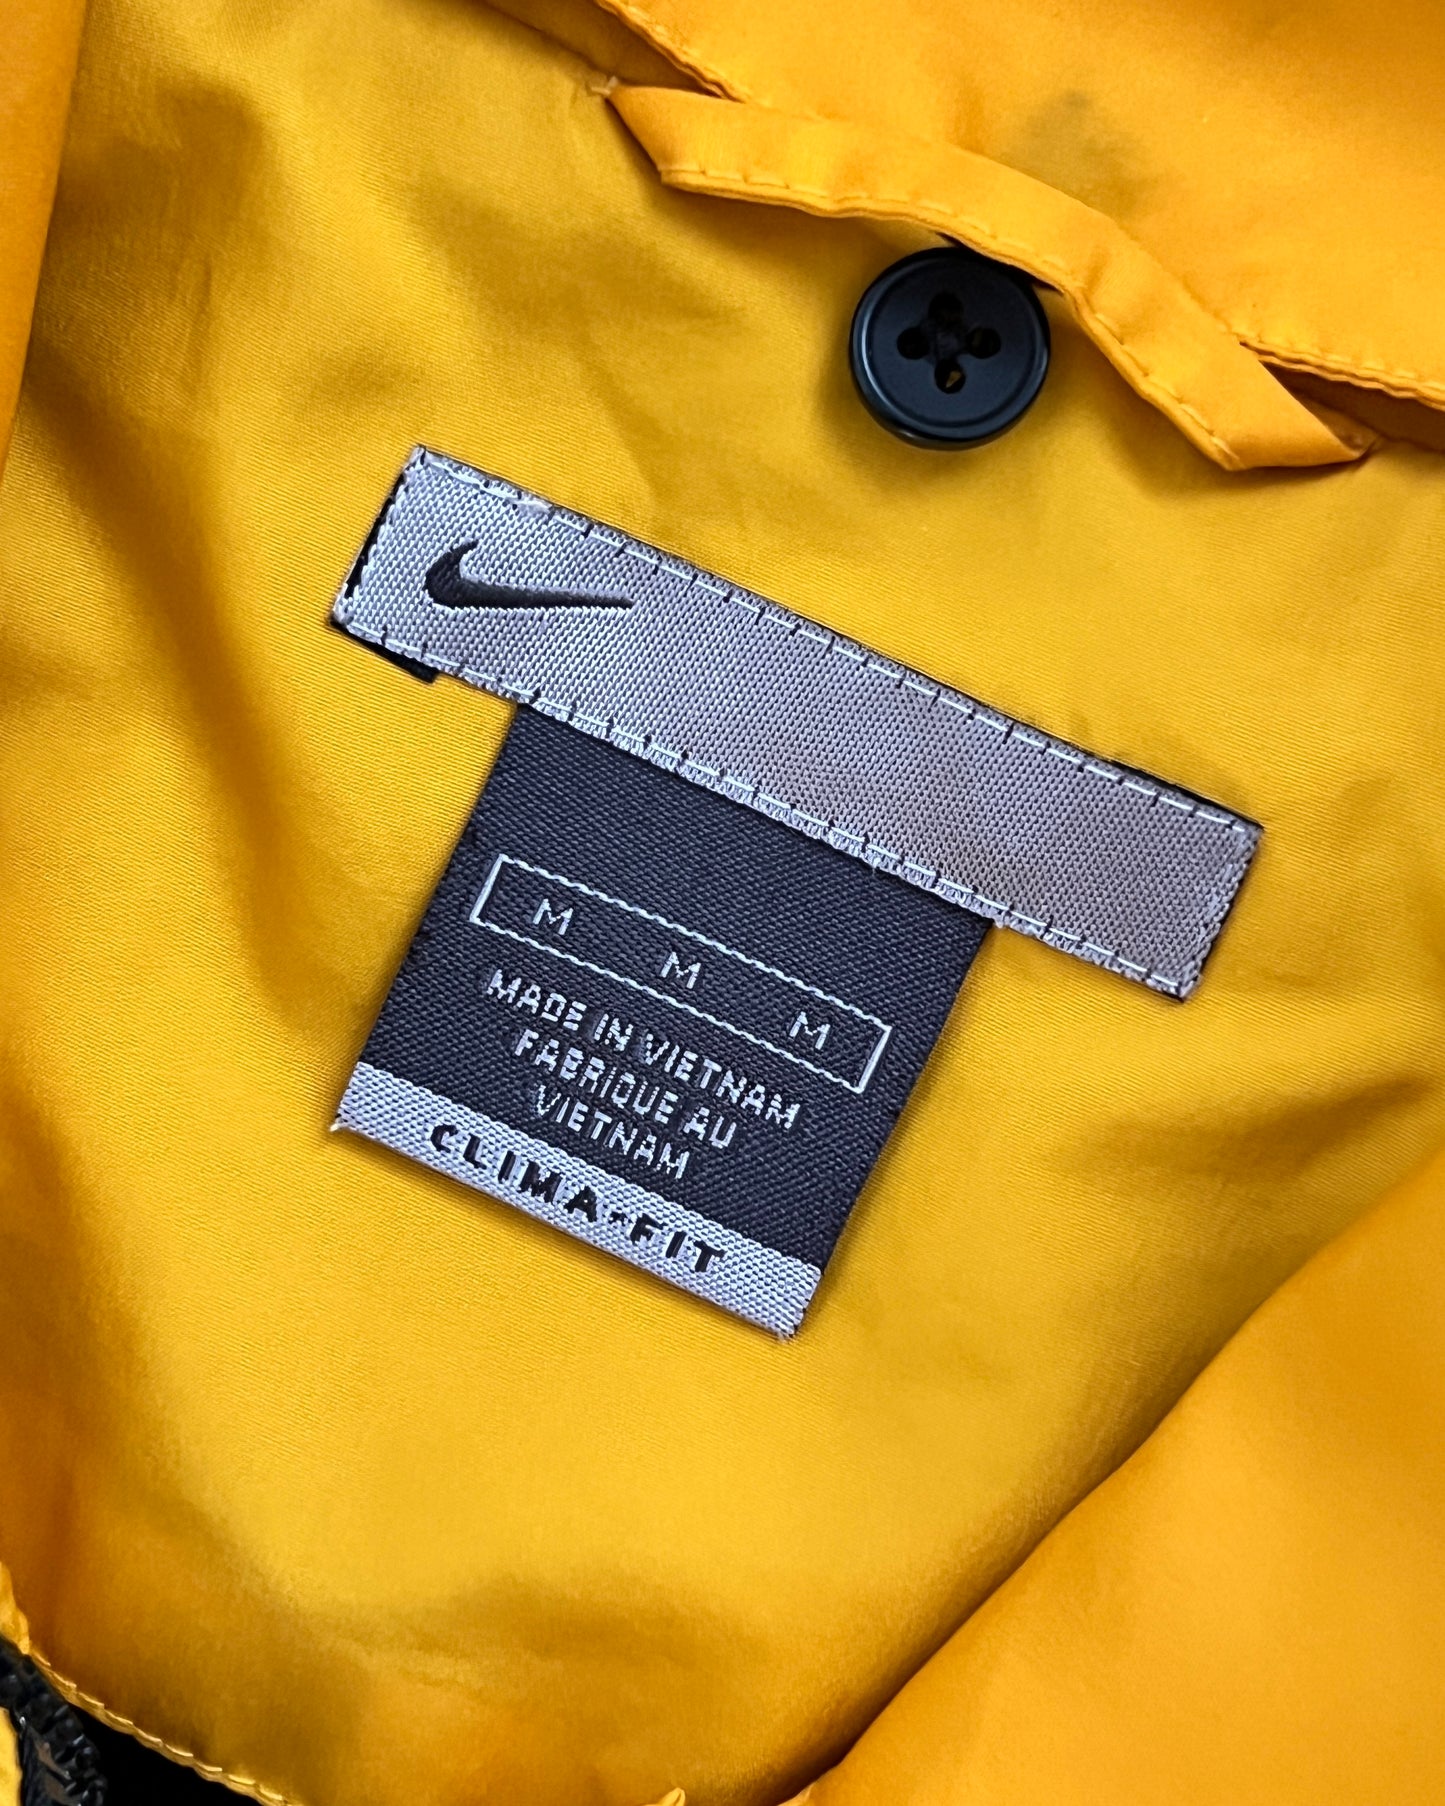 M M M
MADE IN VIETNAM
FABRIQUE AU
VIETNAM
CLIMA★FIT